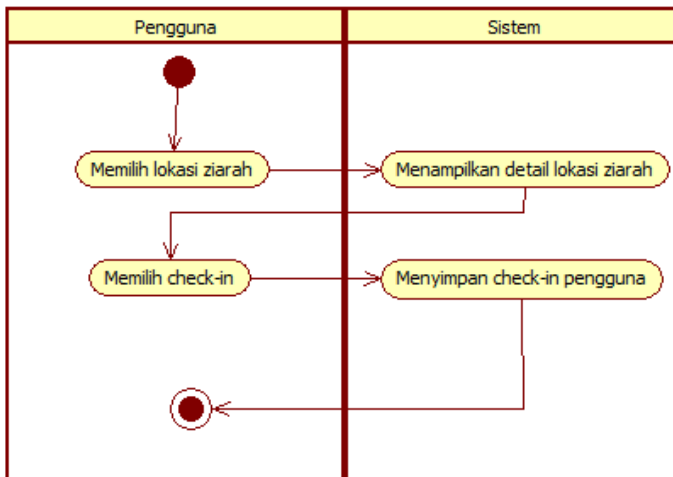 Pengguna
Sistem
Memilih lokasi ziarah
Menampilkan detail lokasi ziarah
Memilih check-in
Menyimpan check-in pengguna